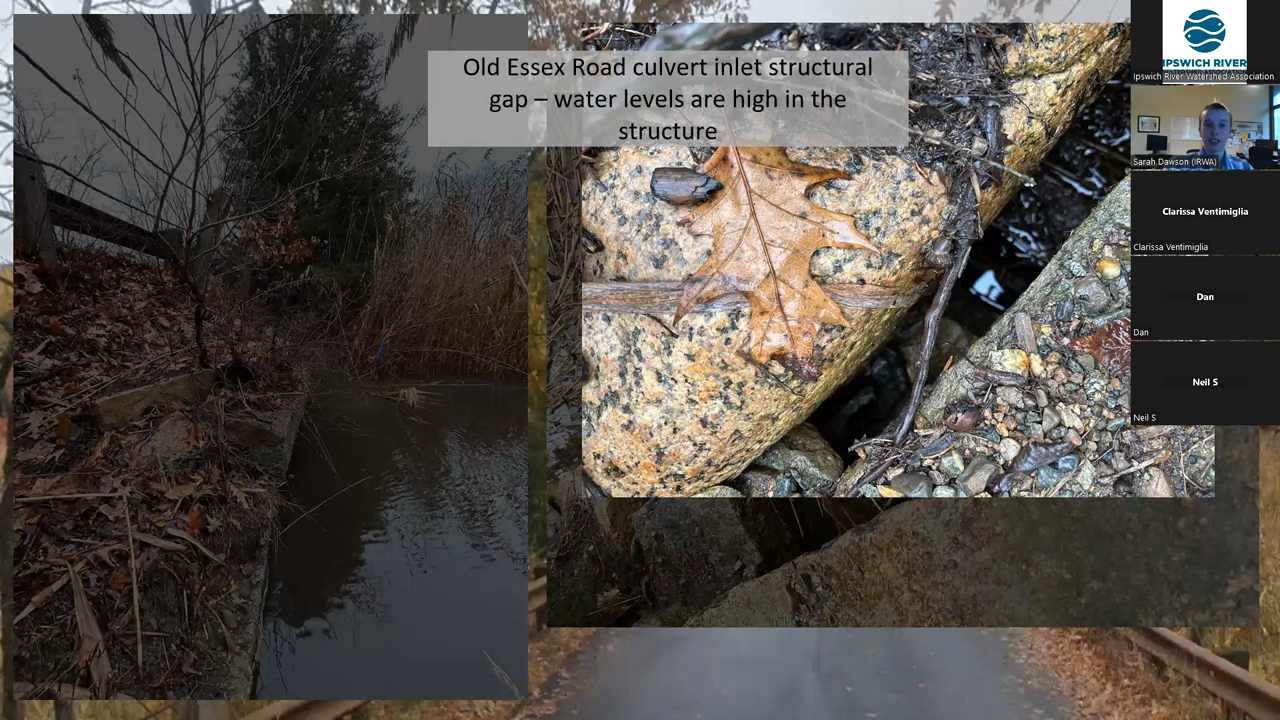 Old Essex Road culvert inlet structural
gap – water levels are high in the
structure
IPSWICH RIVER
Ipswich River Watershed Association
Sarah Dawson (IRWA)
Clarissa Ventimiglia
Clarissa Ventimiglia
Dan
Dan
Neil S
Neil S